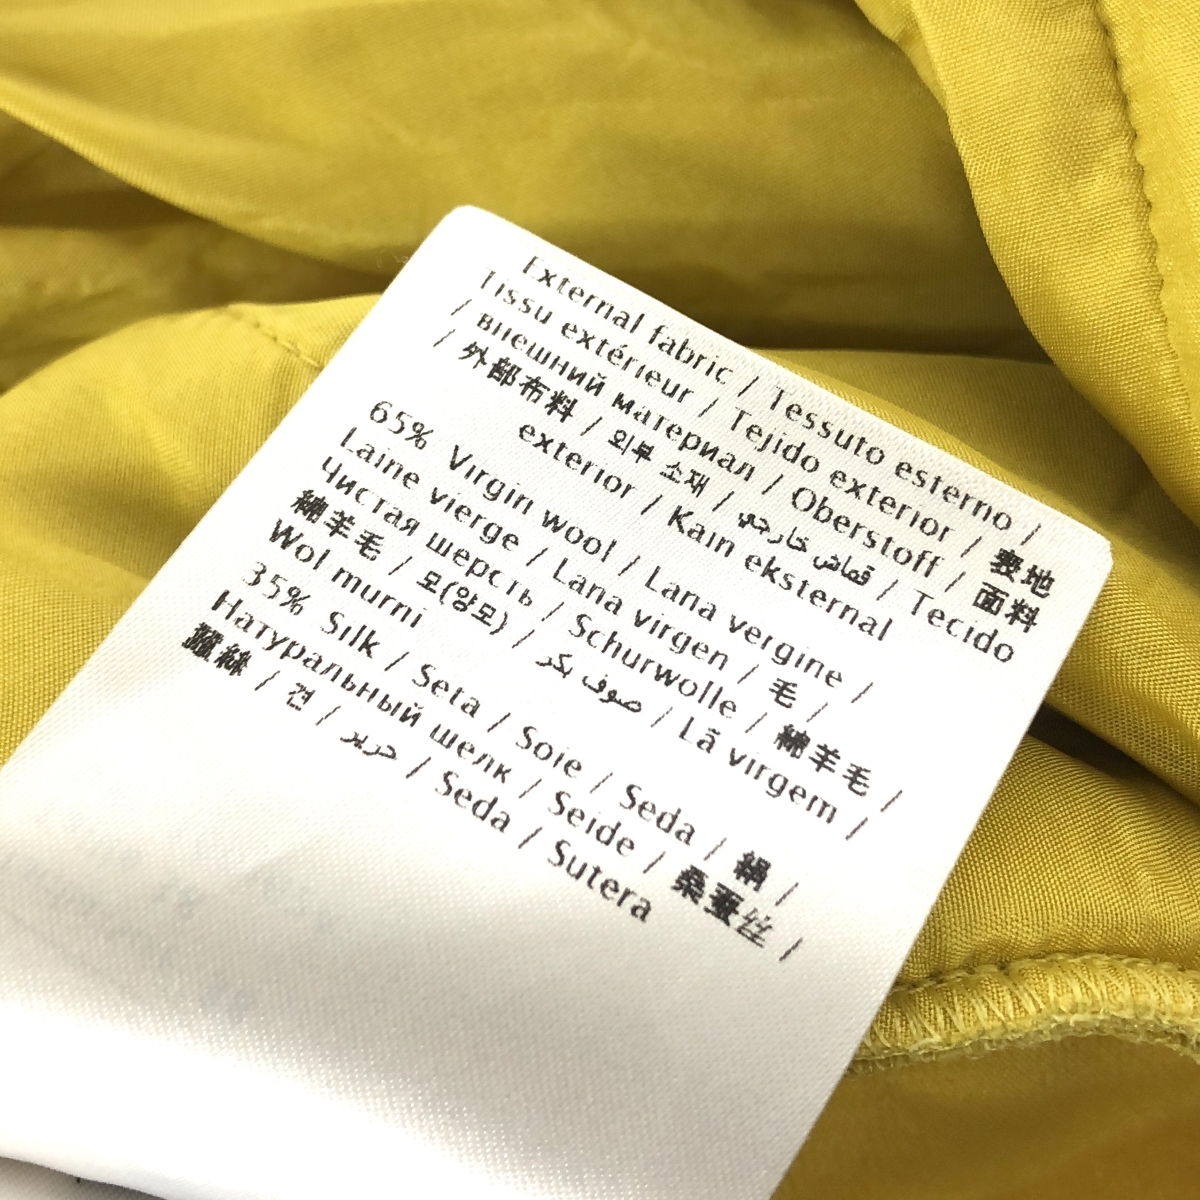 External fabric / Tessuto esterno /
Tissu extérieur / Tejido exterior / 表地
/ внешний материал / Oberstoff / 面料
/ 外部布料 / 외부 소재 / قماش خارجي / Tecido
exterior / Kain eksternal
65% Virgin wool / Lana vergine /
Laine vierge / Lana virgen / 毛 /
Чистая шерсть / Schurwolle / 綿羊毛 /
綿羊毛 / 모(양모) / صوف بكر / Lã virgem /
Wol murni
35% Silk / Seta / Soie / Seda / 絹 /
Натуральный шелк / Seide / 桑蚕丝 /
蠶絲 / 견 / حرير / Seda / Sutera